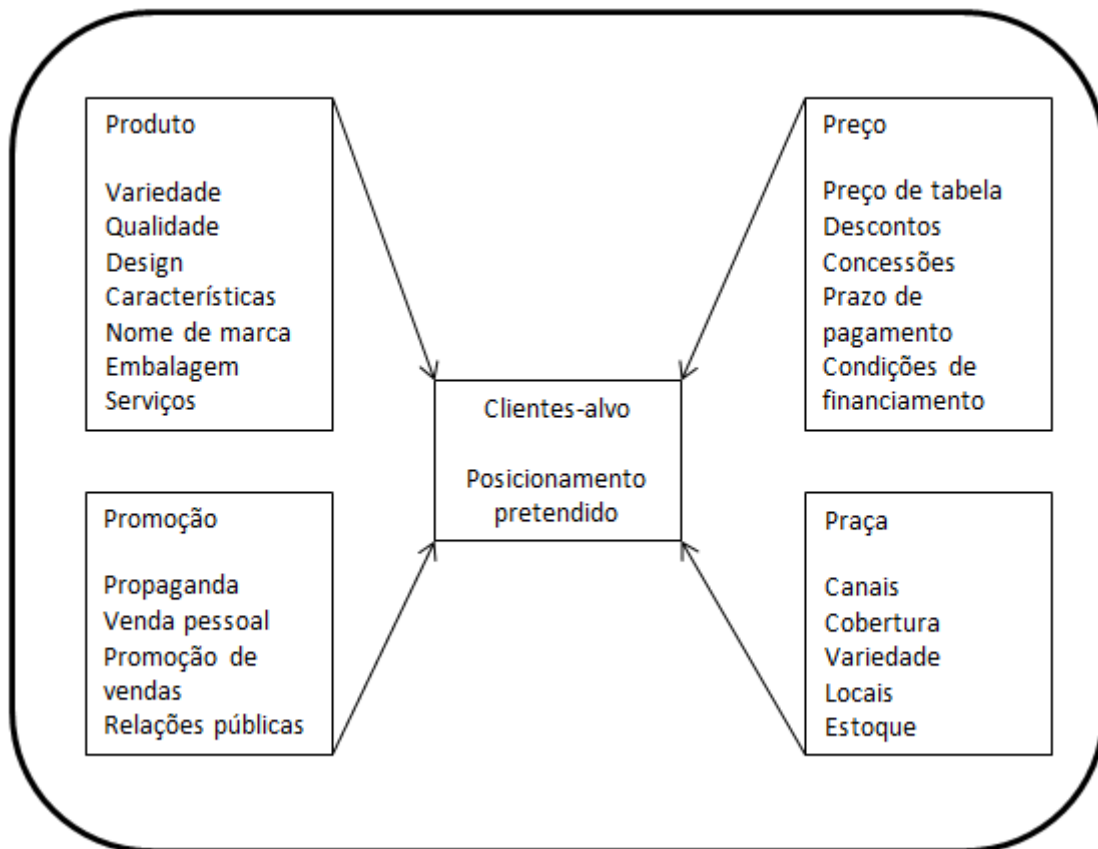 Produto
Variedade
Qualidade
Design
Características
Nome de marca
Embalagem
Serviços
Preço
Preço de tabela
Descontos
Concessões
Prazo de
pagamento
Condições de
financiamento
Clientes-alvo
Posicionamento
pretendido
Promoção
Propaganda
Venda pessoal
Promoção de
vendas
Relações públicas
Praça
Canais
Cobertura
Variedade
Locais
Estoque